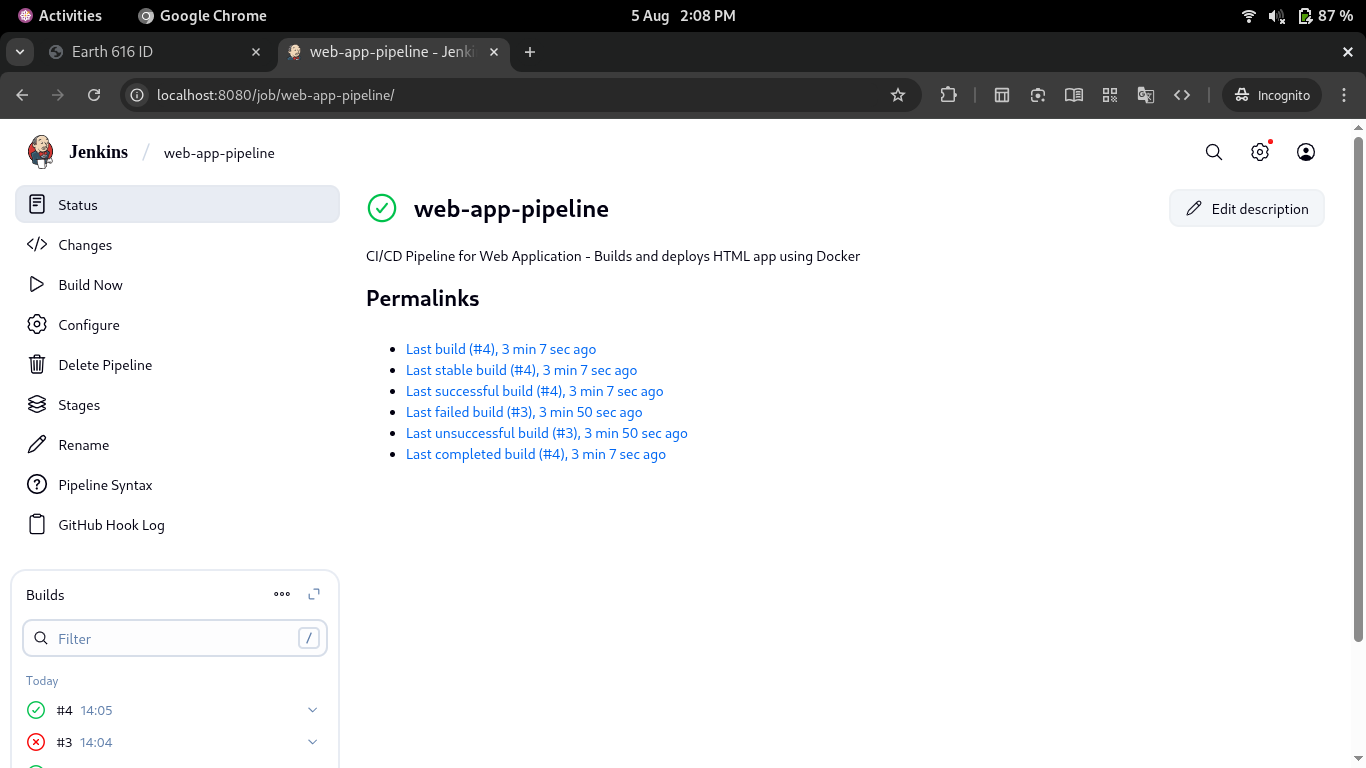 Activities Google Chrome 5 Aug 2:08 PM 87 %
Earth 616 ID web-app-pipeline - Jenki
localhost:8080/job/web-app-pipeline/ Incognito
Jenkins / web-app-pipeline
Status
Changes
Build Now
Configure
Delete Pipeline
Stages
Rename
Pipeline Syntax
GitHub Hook Log
Builds
Filter /
Today
#4 14:05
#3 14:04
web-app-pipeline
Edit description
CI/CD Pipeline for Web Application - Builds and deploys HTML app using Docker
Permalinks
Last build (#4), 3 min 7 sec ago
Last stable build (#4), 3 min 7 sec ago
Last successful build (#4), 3 min 7 sec ago
Last failed build (#3), 3 min 50 sec ago
Last unsuccessful build (#3), 3 min 50 sec ago
Last completed build (#4), 3 min 7 sec ago